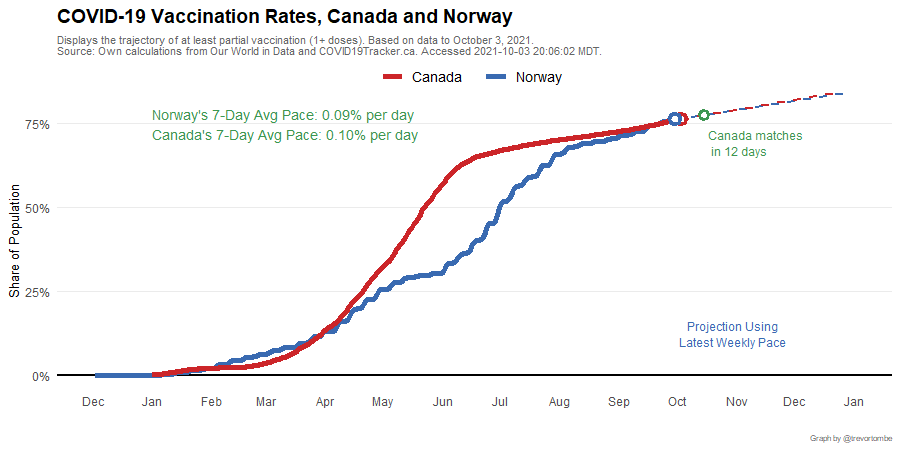 COVID-19 Vaccination Rates, Canada and Norway
Displays the trajectory of at least partial vaccination (1+ doses). Based on data to October 3, 2021.
Source: Own calculations from Our World in Data and COVID19Tracker.ca. Accessed 2021-10-03 20:06:02 MDT.
Canada Norway
Norway's 7-Day Avg Pace: 0.09% per day
Canada's 7-Day Avg Pace: 0.10% per day
Canada matches
in 12 days
Share of Population
75%
50%
25%
0%
Projection Using
Latest Weekly Pace
Dec Jan Feb Mar Apr May Jun Jul Aug Sep Oct Nov Dec Jan
Graph by @trevortombe